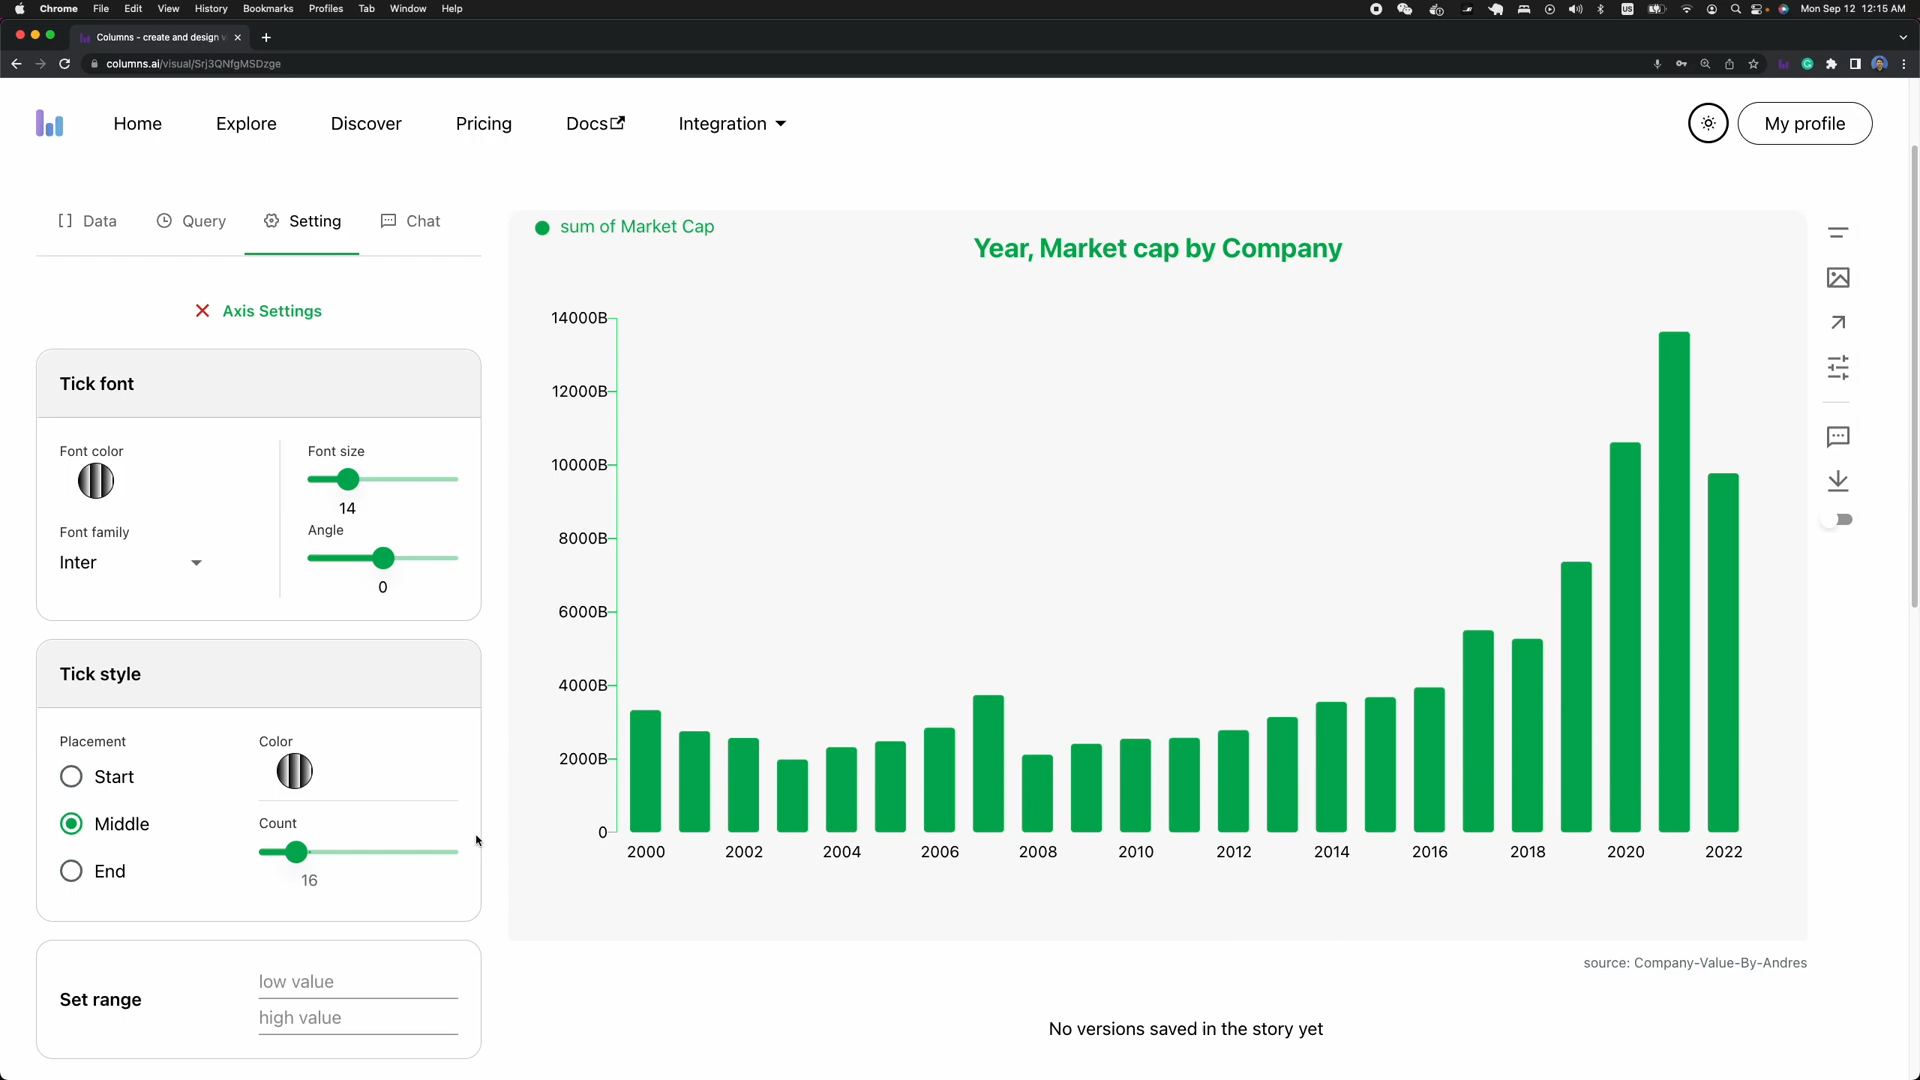 Chrome File Edit View History Bookmarks Profiles Tab Window Help
US
Mon Sep 12 12:15 AM
Columns - create and design v
columns.ai/visual/Srj3QNfgMSDzge
Home Explore Discover Pricing Docs Integration
My profile
Data Query Setting Chat
Axis Settings
Tick font
Font color
Font size
14
Font family
Inter
Angle
0
Tick style
Placement
Start
Middle
End
Color
Count
16
Set range
low value
high value
sum of Market Cap
Year, Market cap by Company
14000B
12000B
10000B
8000B
6000B
4000B
2000B
0
2000 2002 2004 2006 2008 2010 2012 2014 2016 2018 2020 2022
source: Company-Value-By-Andres
No versions saved in the story yet